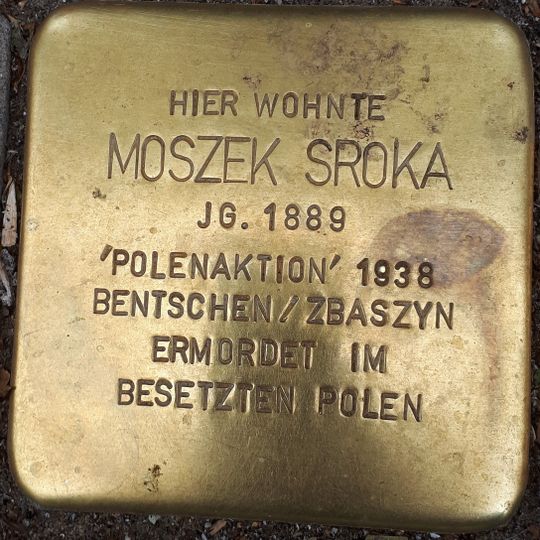 HIER WOHNTE
MOSZEK SROKA
JG. 1889
'POLENAKTION' 1938
BENTSCHEN/ZBASZYN
ERMORDET IM
BESETZTEN POLEN